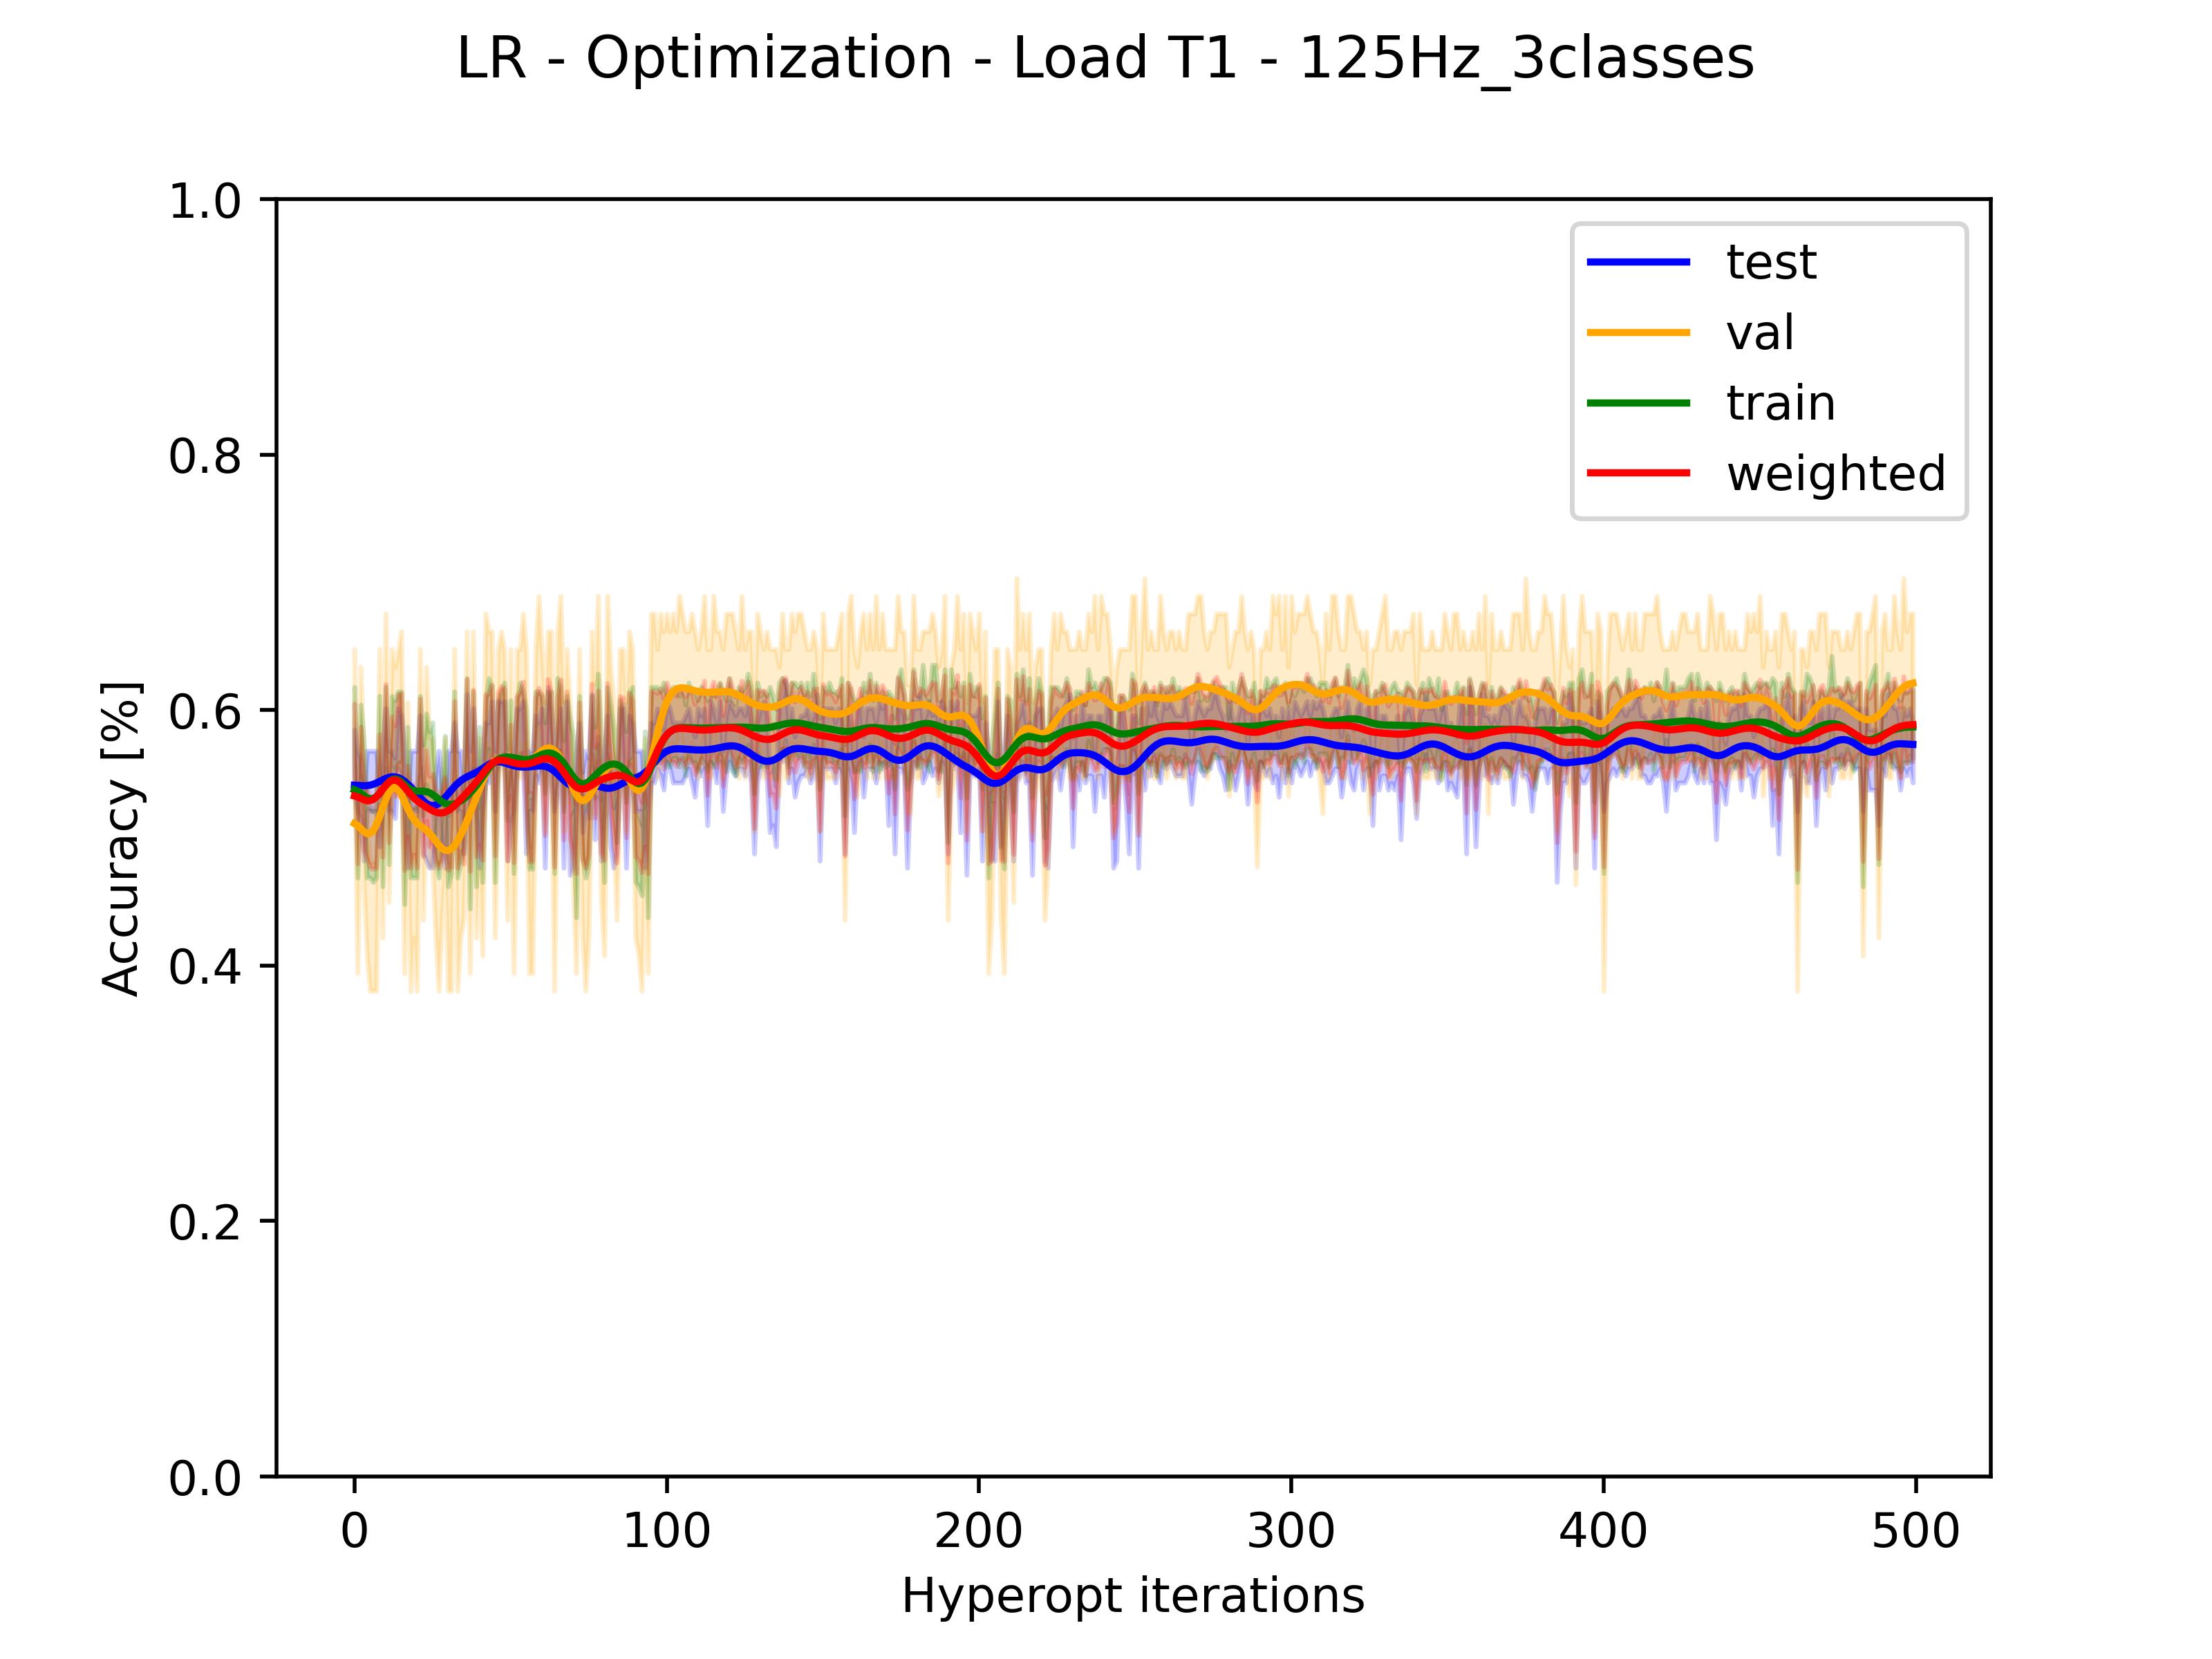 LR - Optimization - Load T1 - 125Hz_3classes
1.0
0.8
0.6
0.4
0.2
0.0
Accuracy [%]
test
val
train
weighted
0 100 200 300 400 500
Hyperopt iterations